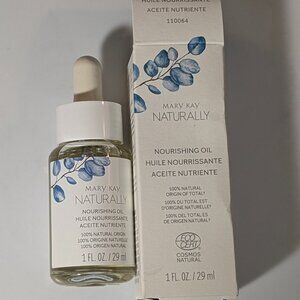 HUILE NOURRISSANTE
ACEITE NUTRIENTE
110064
MARY KAY
NATURALLY
NOURISHING OIL
HUILE NOURRISSANTE
ACEITE NUTRIENTE
100% NATURAL
ORIGIN OF TOTAL†
100% DU TOTAL EST
D'ORIGINE NATURELLE†
100% DEL TOTAL ES
DE ORIGEN NATURAL†
ECO
CERT
COSMOS
NATURAL
1 FL. OZ./ 29 ml
MARY KAY
NATURALLY
NOURISHING OIL
HUILE NOURRISSANTE
ACEITE NUTRIENTE
100% NATURAL ORIGIN
100% ORIGINE NATURELLE
100% ORIGEN NATURAL
1 FL. OZ./ 29 ml